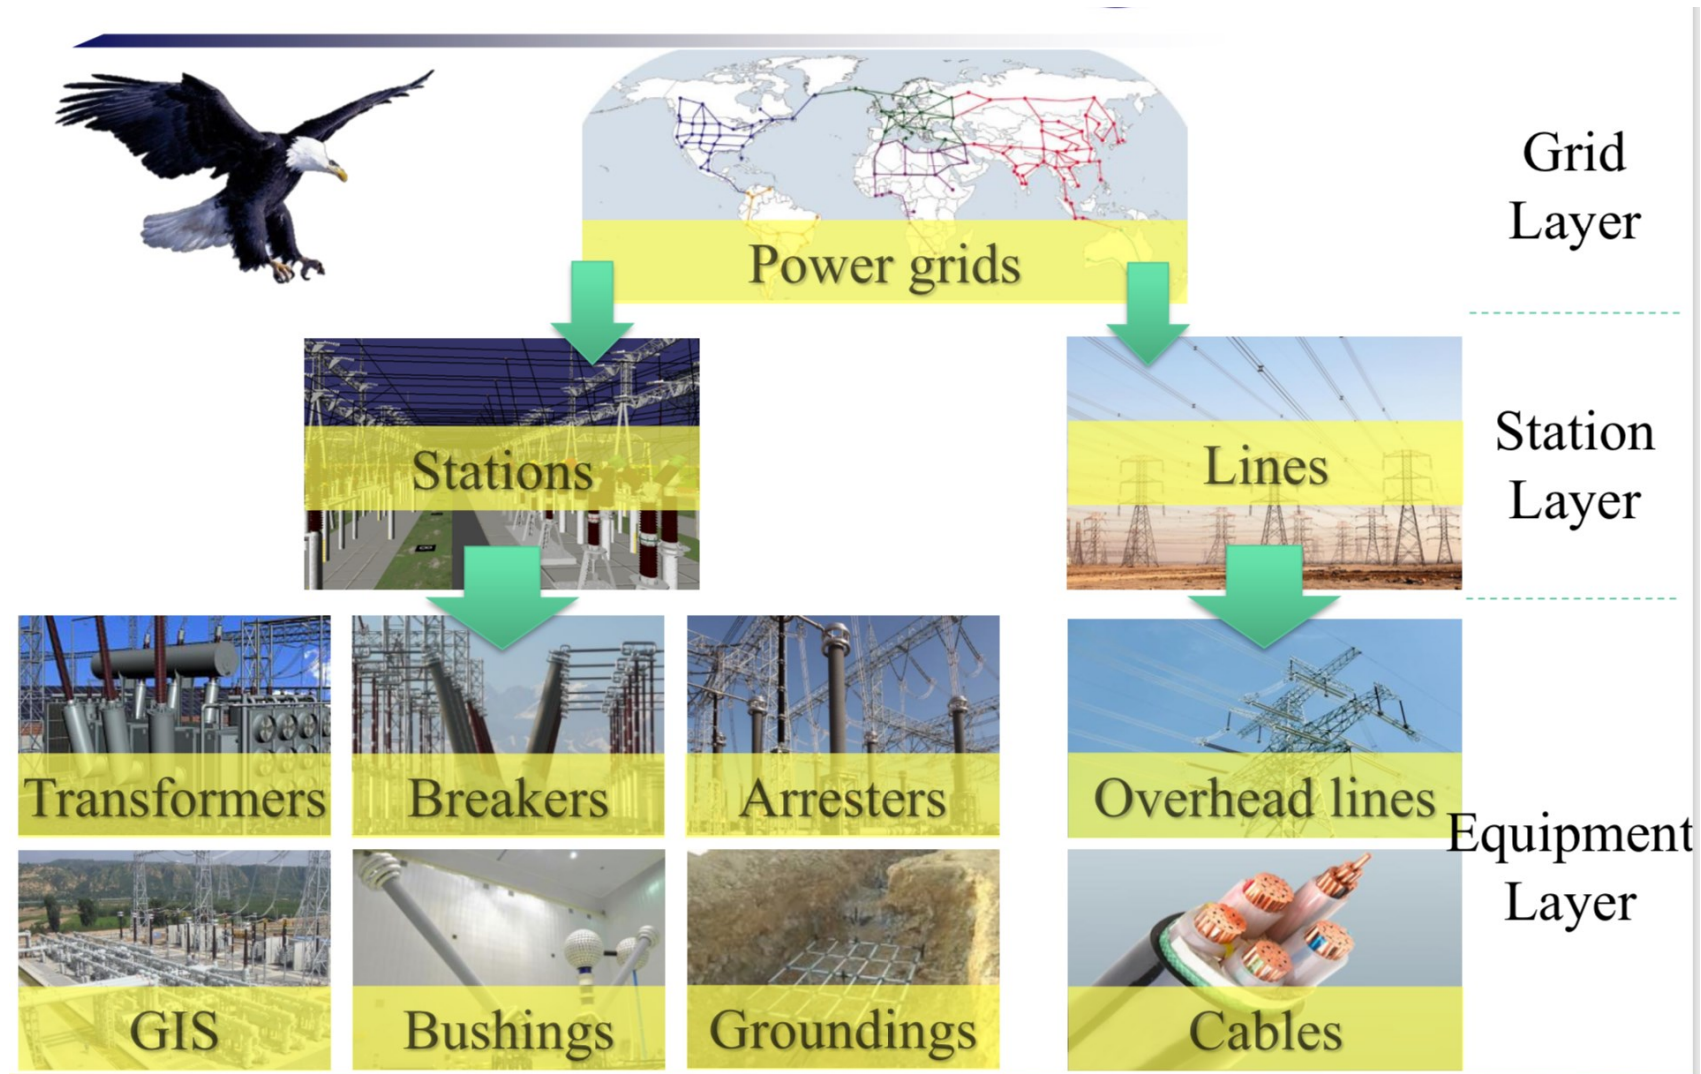 Grid
Layer
Power grids
Stations
Lines
Station
Layer
Transformers
Breakers
Arresters
Overhead lines
Equipment
Layer
GIS
Bushings
Groundings
Cables